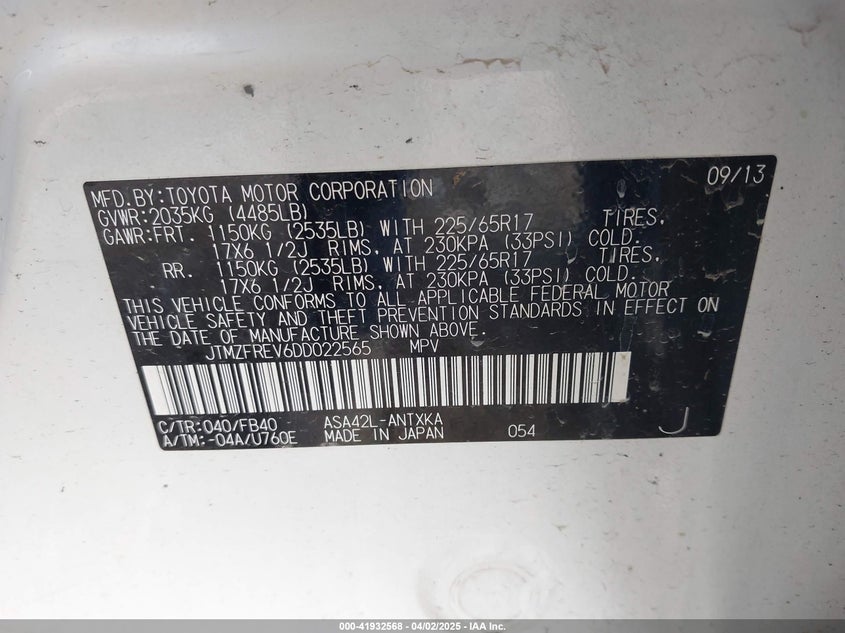 MFD.BY:TOYOTA MOTOR CORPORATION 09/13
GVWR:2035KG (4485LB)
GAWR:FRT. 1150KG (2535LB) WITH 225/65R17 TIRES,
17X6 1/2J RIMS, AT 230KPA (33PSI) COLD.
RR. 1150KG (2535LB) WITH 225/65R17 TIRES,
17X6 1/2J RIMS, AT 230KPA (33PSI) COLD.
THIS VEHICLE CONFORMS TO ALL APPLICABLE FEDERAL MOTOR
VEHICLE SAFETY AND THEFT PREVENTION STANDARDS IN EFFECT ON
THE DATE OF MANUFACTURE SHOWN ABOVE.
JTMZFREV6DD022565 MPV
C/TR:040/FB40 ASA42L-ANTXKA
A/TM:-04A/U760E MADE IN JAPAN 054 J
000-41932568 - 04/02/2025 - IAA Inc.